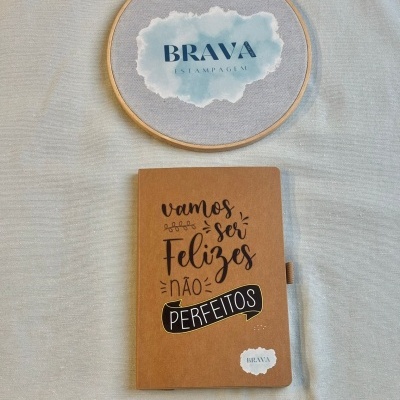 BRAVA
ESTAMPAGEM
vamos
ser
Felizes
NÃO
PERFEITOS
BRAVA